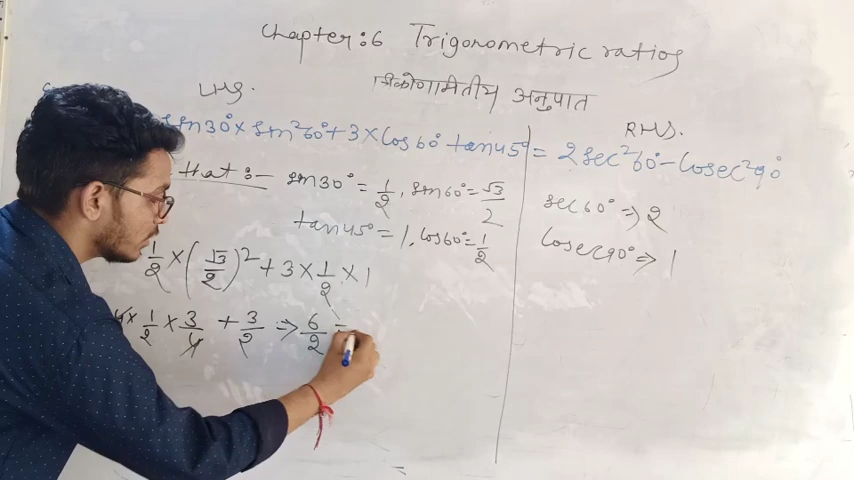 Chapter:6 Trigonometric ratios
त्रिकोणमितीय अनुपात
LHS.
RHS.
sin30°×sin²60°+3×Cos60° tan45° = 2sec²60°-Cosec²90°
that :- sin30°=1/2, sin60°=√3/2
tan45°=1, cos60°=1/2
sec60°⇒2
Cosec90°⇒1
1/2×(√3/2)²+3×1/2×1
4×1/2×3/4+3/2⇒6/2=